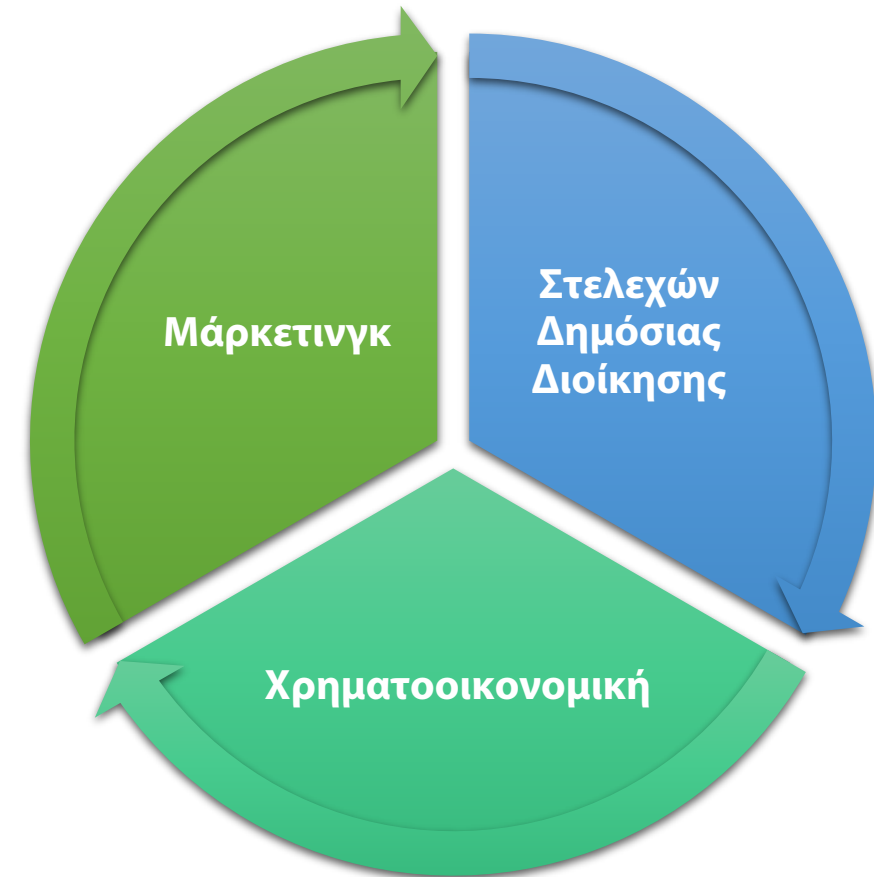 Μάρκετινγκ
Στελεχών
Δημόσιας
Διοίκησης
Χρηματοοικονομική